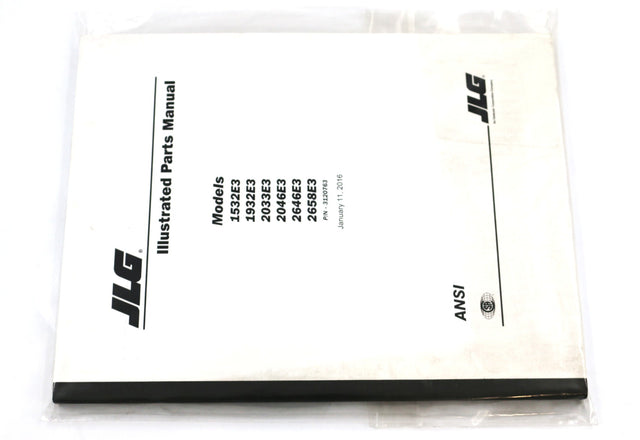 JLG®
Illustrated Parts Manual
Models
1532E3
1932E3
2033E3
2046E3
2646E3
2658E3
P/N - 3120763
January 11, 2016
ANSI
JLG®